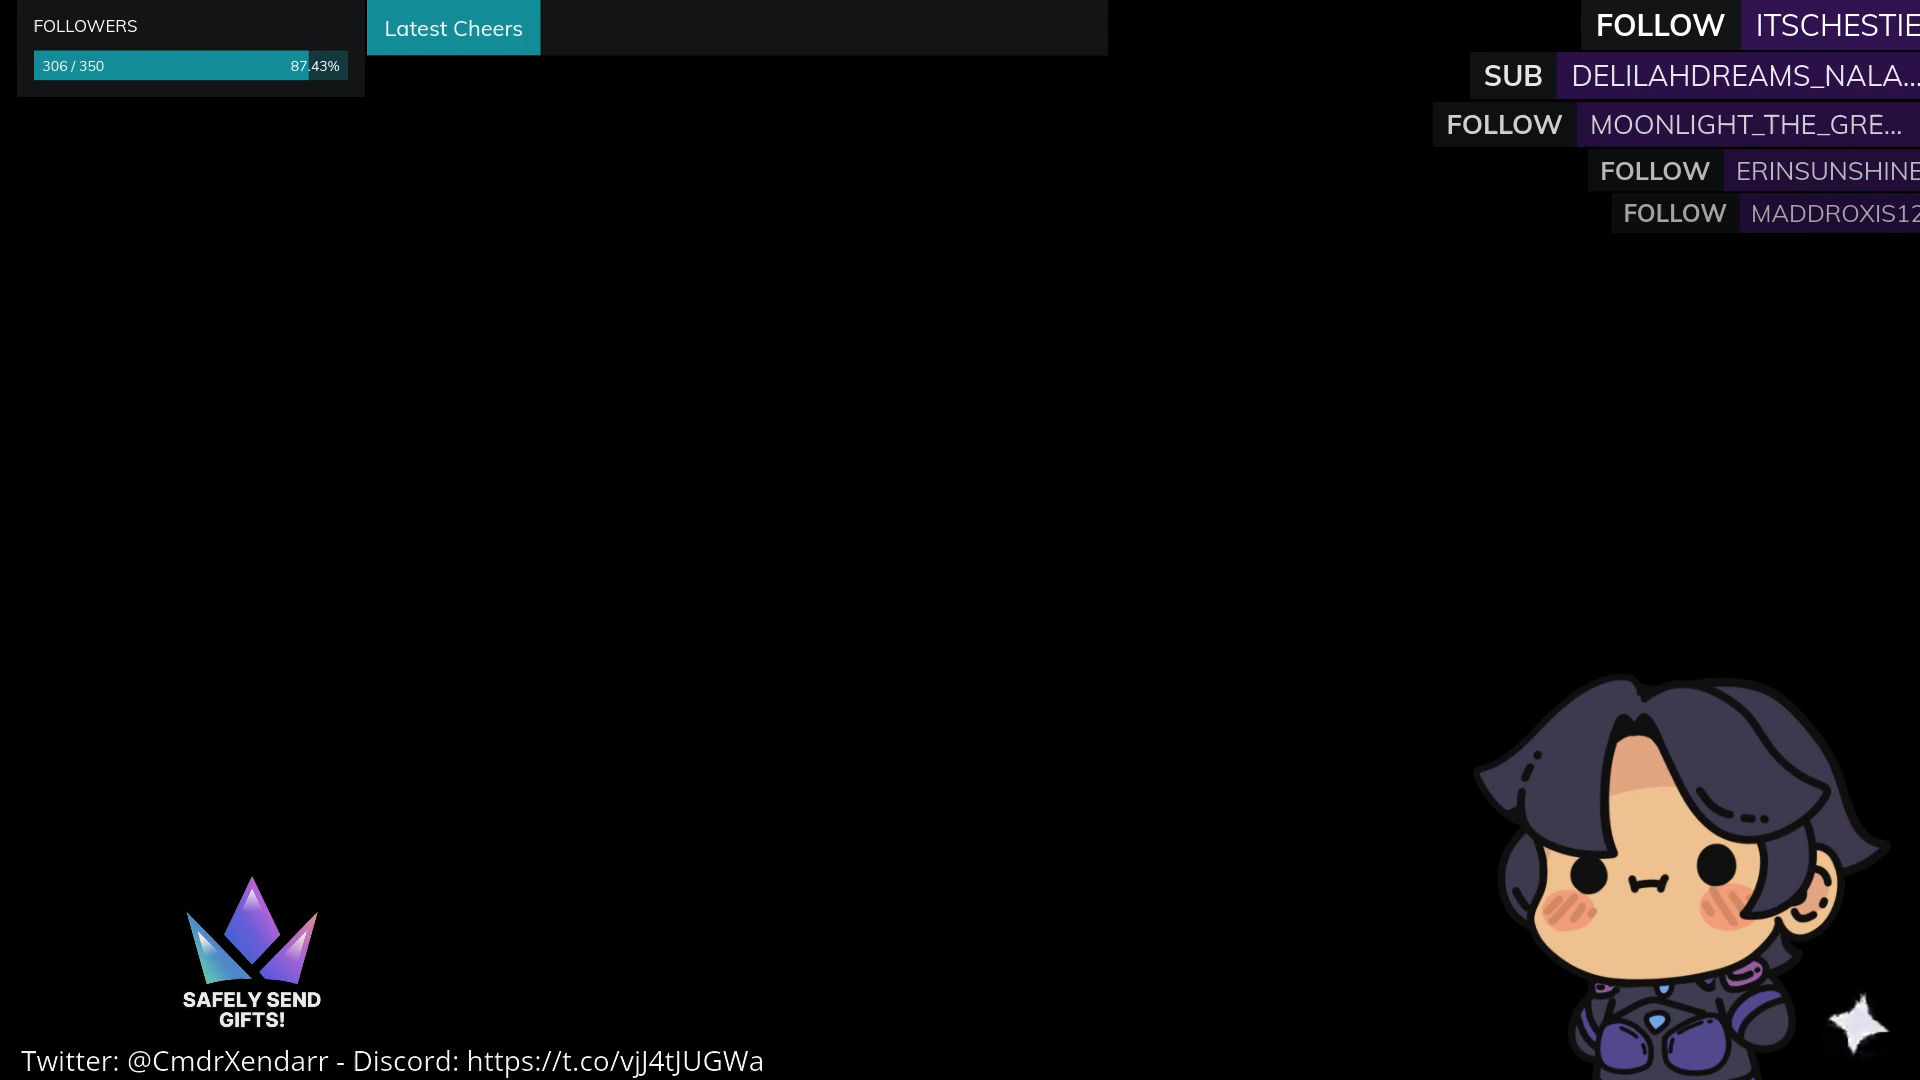 FOLLOWERS
306 / 350 87.43%
Latest Cheers
FOLLOW ITSCHESTIE
SUB DELILAHDREAMS_NALA...
FOLLOW MOONLIGHT_THE_GRE...
FOLLOW ERINSUNSHINE
FOLLOW MADDROXIS12
SAFELY SEND
GIFTS!
Twitter: @CmdrXendarr - Discord: https://t.co/vjJ4tJUGWa